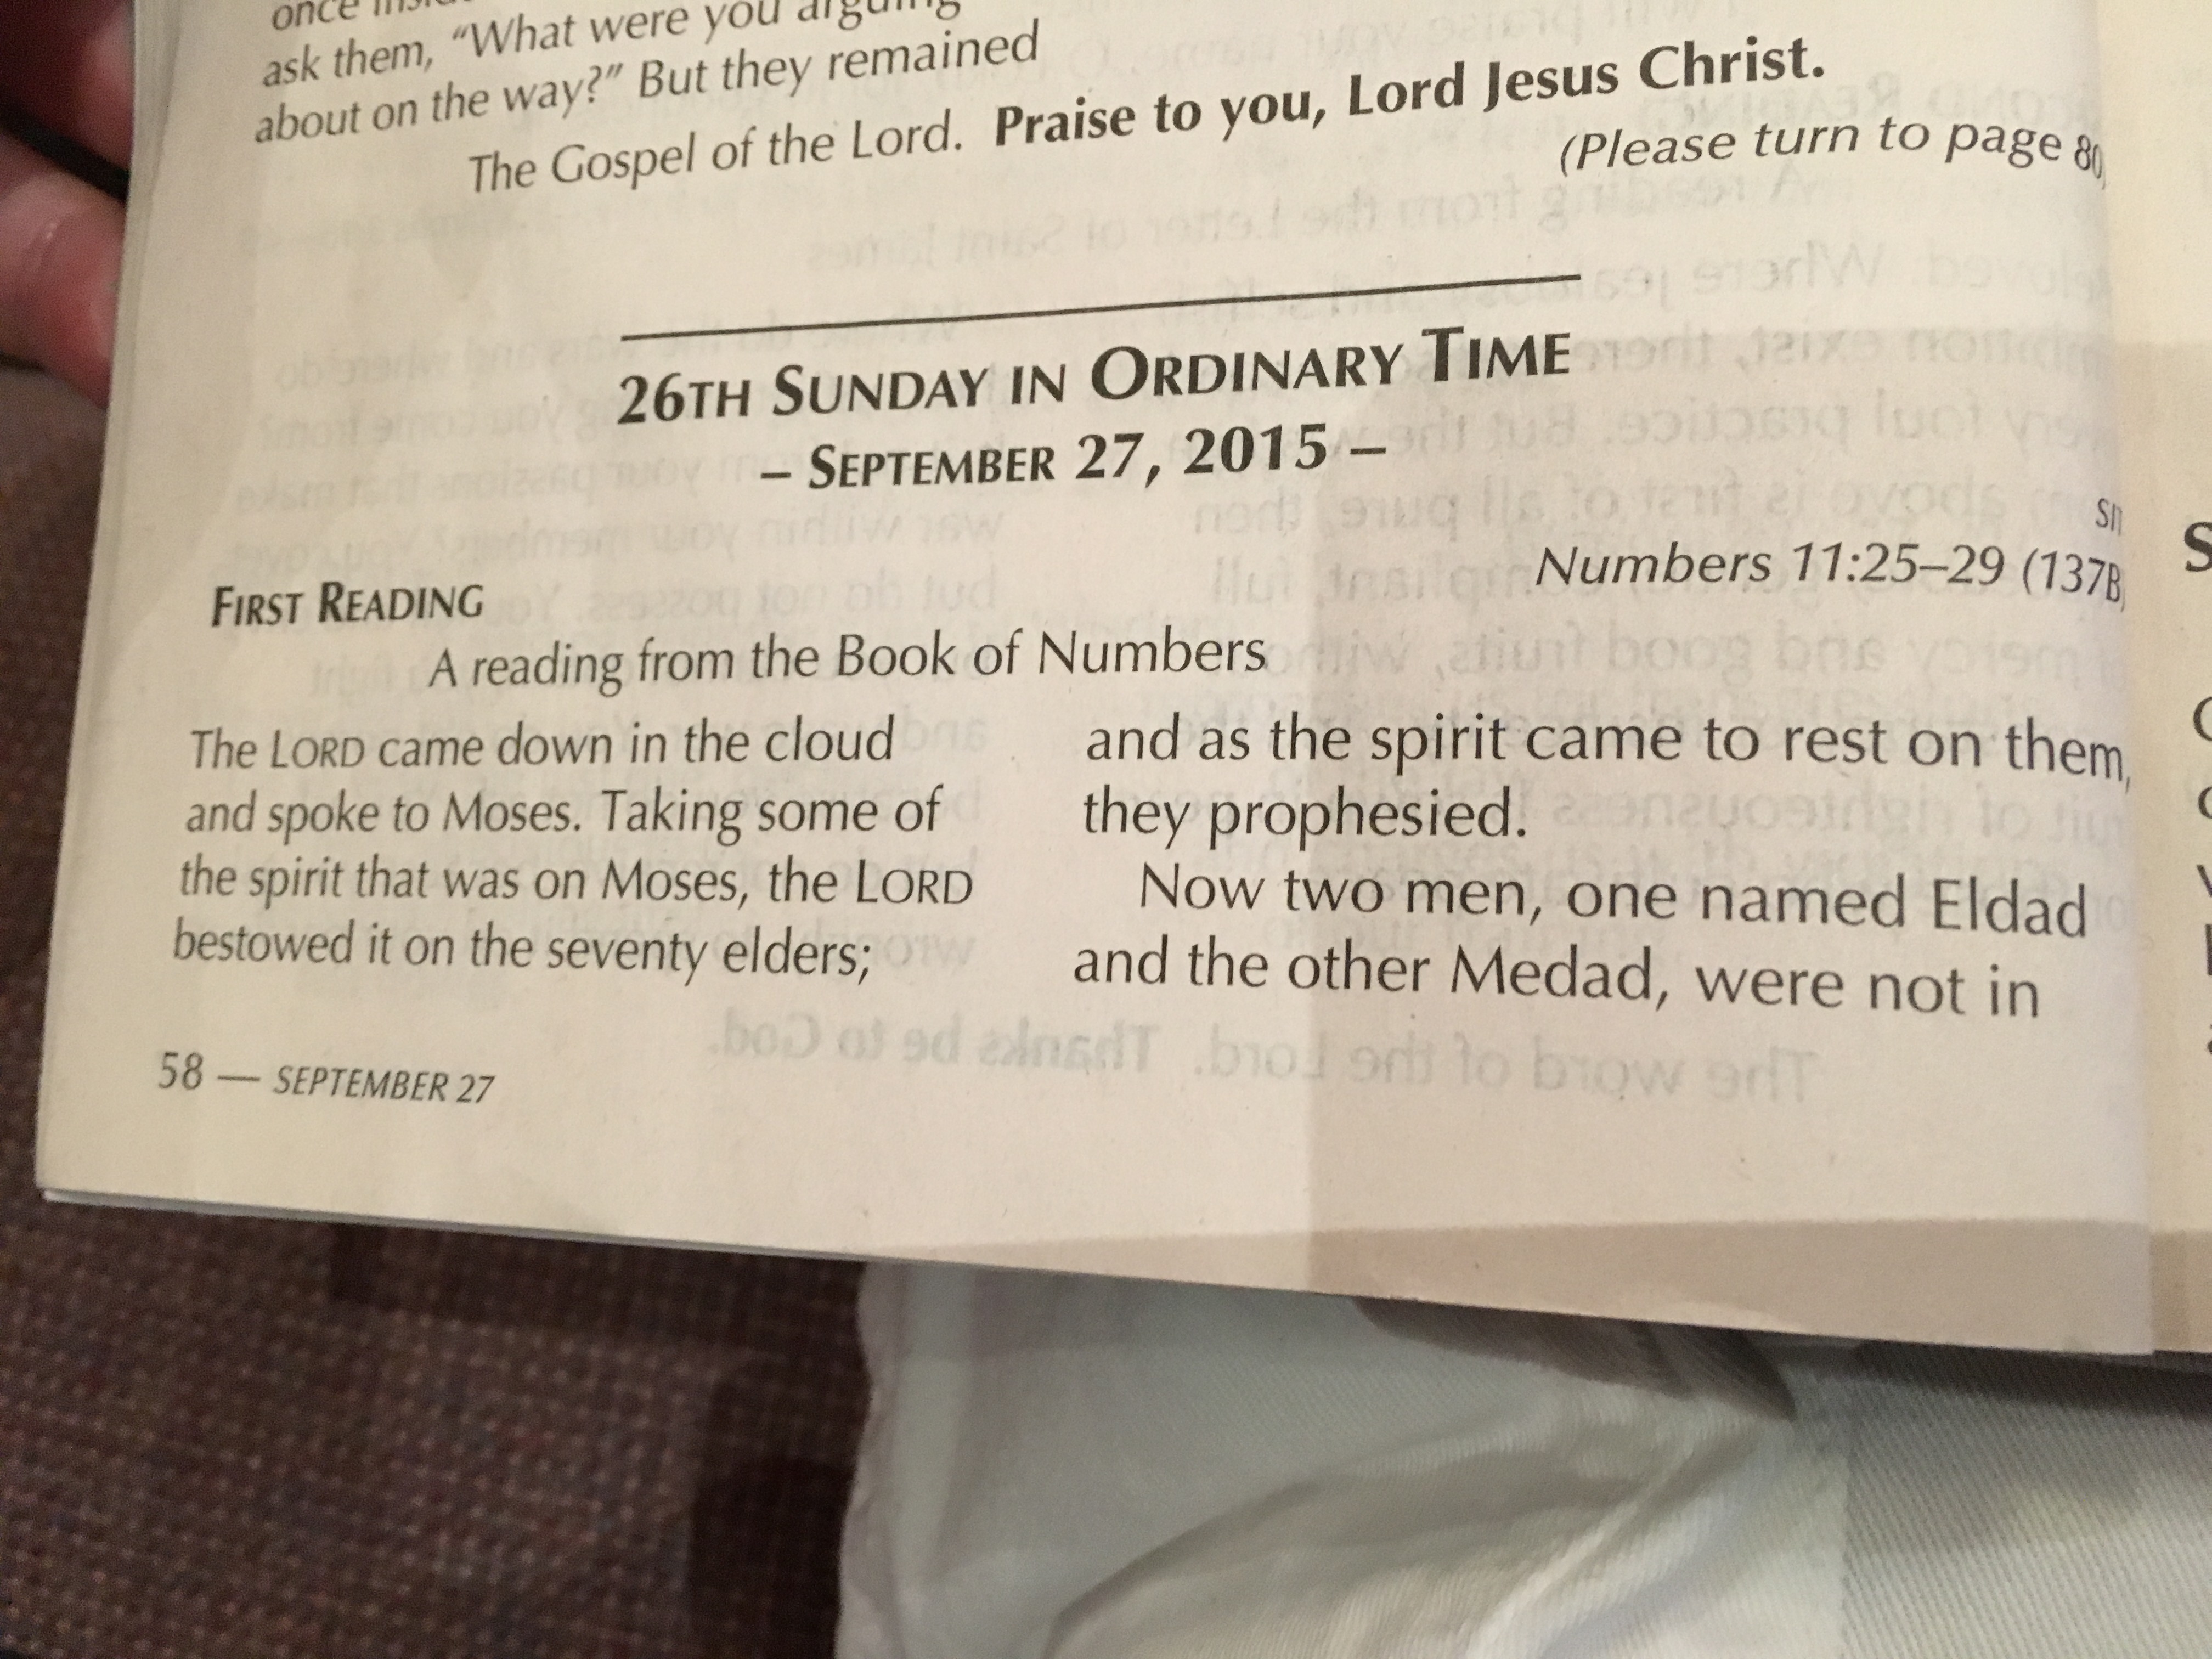 once
ask them, “What were you arguing
about on the way?” But they remained
The Gospel of the Lord. Praise to you, Lord Jesus Christ.
(Please turn to page 80
26TH SUNDAY IN ORDINARY TIME
– SEPTEMBER 27, 2015 –
FIRST READING
Numbers 11:25–29 (137B
A reading from the Book of Numbers
The LORD came down in the cloud
and spoke to Moses. Taking some of
the spirit that was on Moses, the LORD
bestowed it on the seventy elders;
and as the spirit came to rest on them,
they prophesied.
Now two men, one named Eldad
and the other Medad, were not in
58 — SEPTEMBER 27